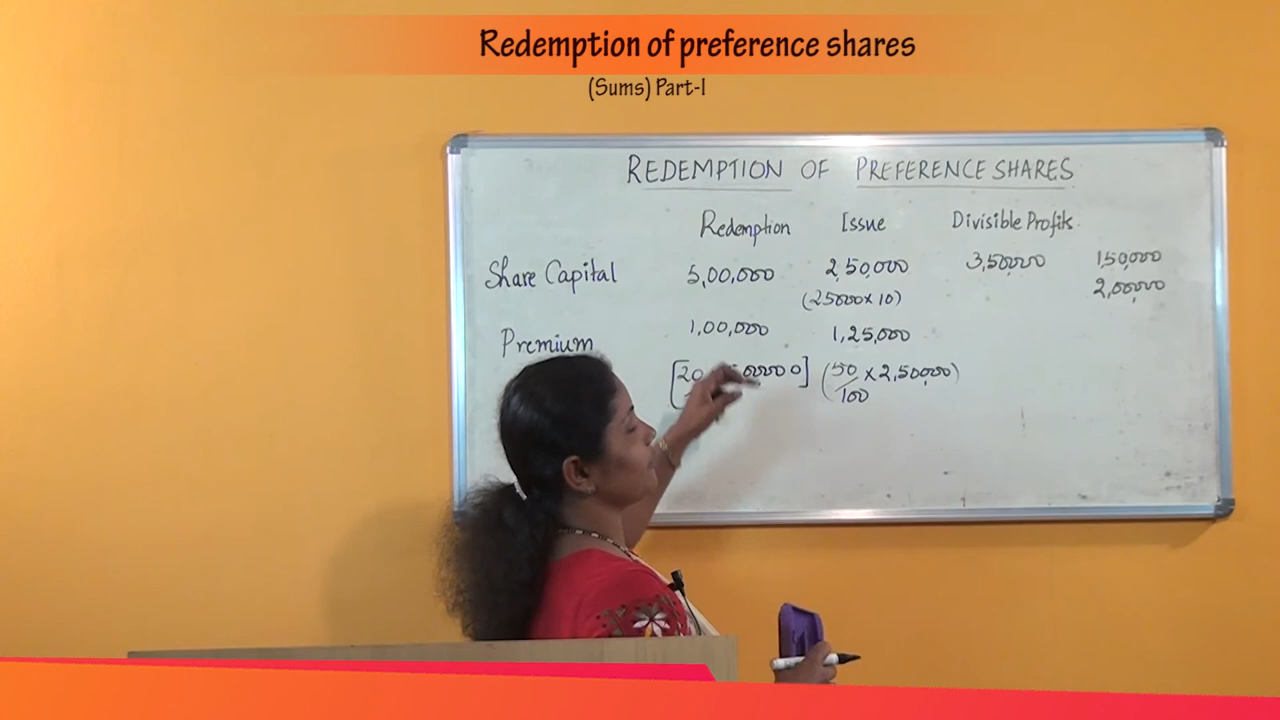 Redemption of preference shares
(Sums) Part-I
REDEMPTION OF PREFERENCE SHARES
Redemption Issue Divisible Profits
Share Capital 5,00,000 2,50,000 3,50,000 1,50,000
(25000 x 10) 2,00,000
Premium 1,00,000 1,25,000
[20 (50/100 x 2,50,000)